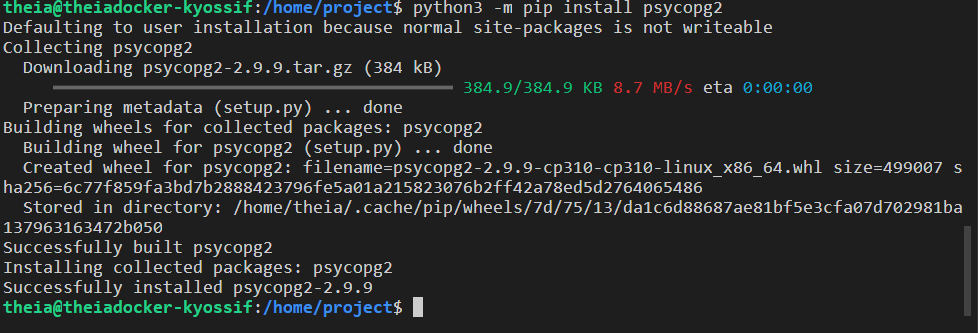 theia@theiadocker-kyossif:/home/project$ python3 -m pip install psycopg2
Defaulting to user installation because normal site-packages is not writeable
Collecting psycopg2
  Downloading psycopg2-2.9.9.tar.gz (384 kB)
     ━━━━━━━━━━━━━━━━━━━━━━━━━━━━━━━━━━━━━━━━ 384.9/384.9 KB 8.7 MB/s eta 0:00:00
  Preparing metadata (setup.py) ... done
Building wheels for collected packages: psycopg2
  Building wheel for psycopg2 (setup.py) ... done
  Created wheel for psycopg2: filename=psycopg2-2.9.9-cp310-cp310-linux_x86_64.whl size=499007 s
ha256=6c77f859fa3bd7b2888423796fe5a01a215823076b2ff42a78ed5d2764065486
  Stored in directory: /home/theia/.cache/pip/wheels/7d/75/13/da1c6d88687ae81bf5e3cfa07d702981ba
137963163472b050
Successfully built psycopg2
Installing collected packages: psycopg2
Successfully installed psycopg2-2.9.9
theia@theiadocker-kyossif:/home/project$